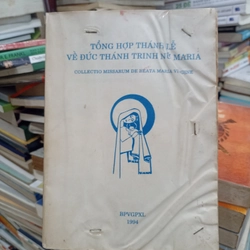 TỔNG HỢP THÁNH LỄ
VỀ ĐỨC THÁNH TRINH NỮ MARIA
COLLECTIO MISSARUM DE BEATA MARIA VIRGINE
BPVGPXL
1994